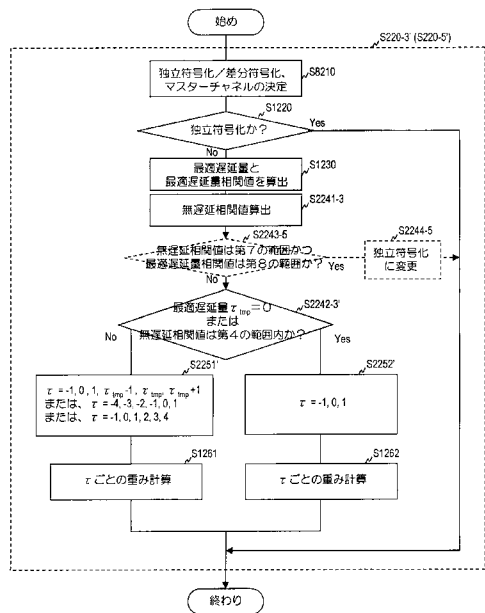 始め
S220-3' (S220-5')
S8210
独立符号化／差分符号化、
マスターチャネルの決定
S1220
独立符号化か？
Yes
No
S1230
最適遅延量と
最適遅延量相関値を算出
S2241-3
無遅延相関値算出
S2243-5
無遅延相関値は第7の範囲かつ
最適遅延量相関値は第8の範囲か？
Yes
No
S2244-5
独立符号化
に変更
S2242-3'
最適遅延量 τtmp=0
または
無遅延相関値は第4の範囲内か？
No
Yes
S2251'
τ = -1, 0, 1, τtmp-1, τtmp, τtmp+1
または、τ = -4, -3, -2, -1, 0, 1
または、τ = -1, 0, 1, 2, 3, 4
S2252'
τ = -1, 0, 1
S1261
τごとの重み計算
S1262
τごとの重み計算
終わり